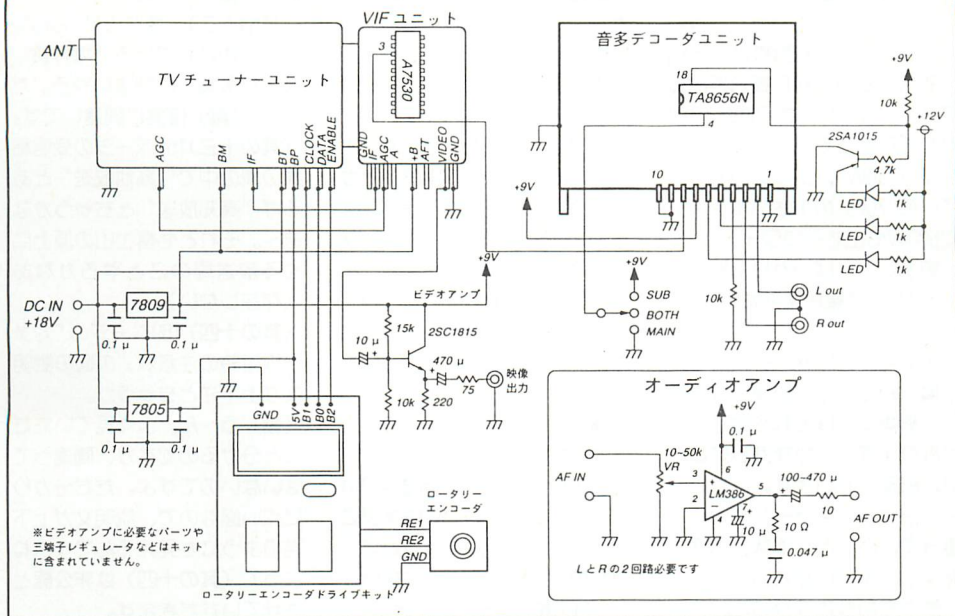 VIF ユニット
ANT
TV チューナーユニット
3
A7530
AGC
BM
IF
BT
BP
CLOCK
DATA
ENABLE
GND
IF
AGC
A
+B
AFT
VIDEO
GND
音多デコーダユニット
18
TA8656N
4
10
1
+9V
10k
+12V
2SA1015
4.7k
LED
1k
LED
1k
LED
1k
+9V
+9V
SUB
BOTH
MAIN
10k
L out
R out
DC IN
+18V
7809
0.1 μ
0.1 μ
7805
0.1 μ
0.1 μ
+9V
ビデオアンプ
15k
2SC1815
10 μ
+
470 μ
+
10k
220
75
映像
出力
GND
5V
B1
B0
B2
ロータリー
エンコーダ
RE1
RE2
GND
ロータリーエンコーダドライブキット
※ビデオアンプに必要なパーツや
三端子レギュレータなどはキット
に含まれていません。
オーディオアンプ
+9V
0.1 μ
10~50k
VR
AF IN
3
+
6
LM386
2
−
4
7
+
10 μ
5
+
100~470 μ
10
10 Ω
0.047 μ
AF OUT
LとRの2回路必要です